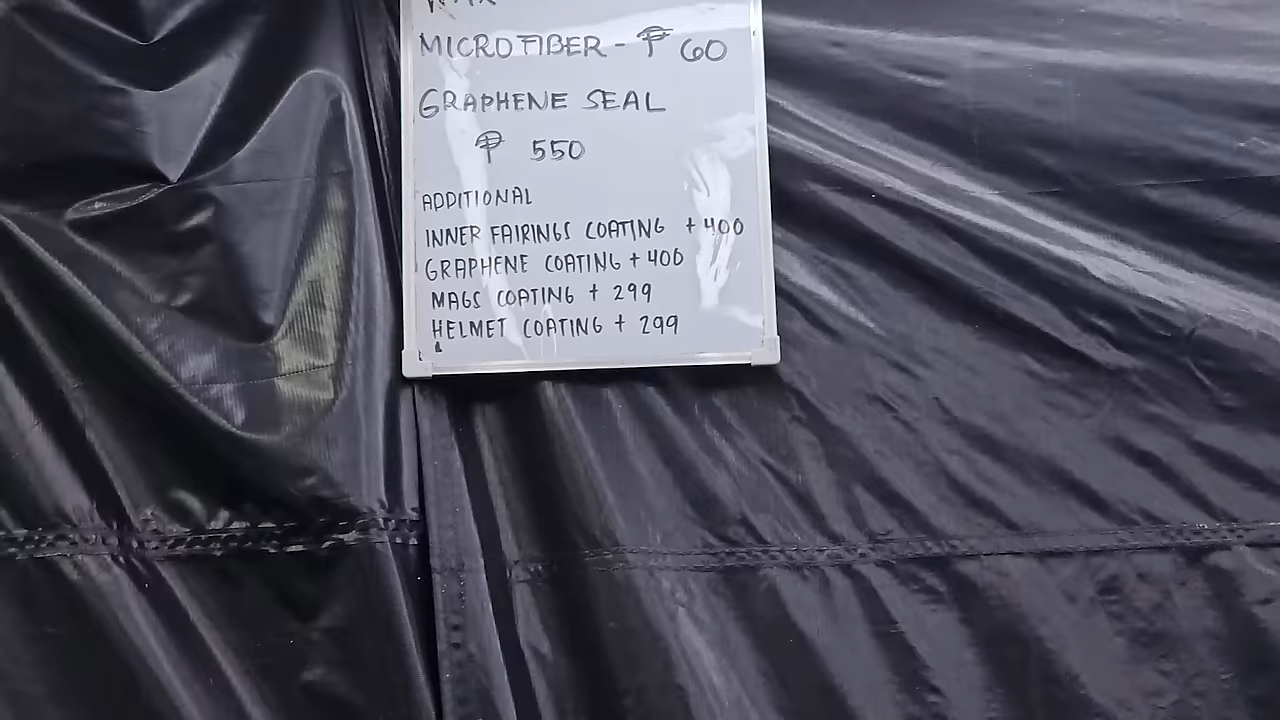 MICROFIBER - ₱ 60
GRAPHENE SEAL
₱ 550
ADDITIONAL
INNER FAIRINGS COATING + 400
GRAPHENE COATING + 400
MAGS COATING + 299
HELMET COATING + 299